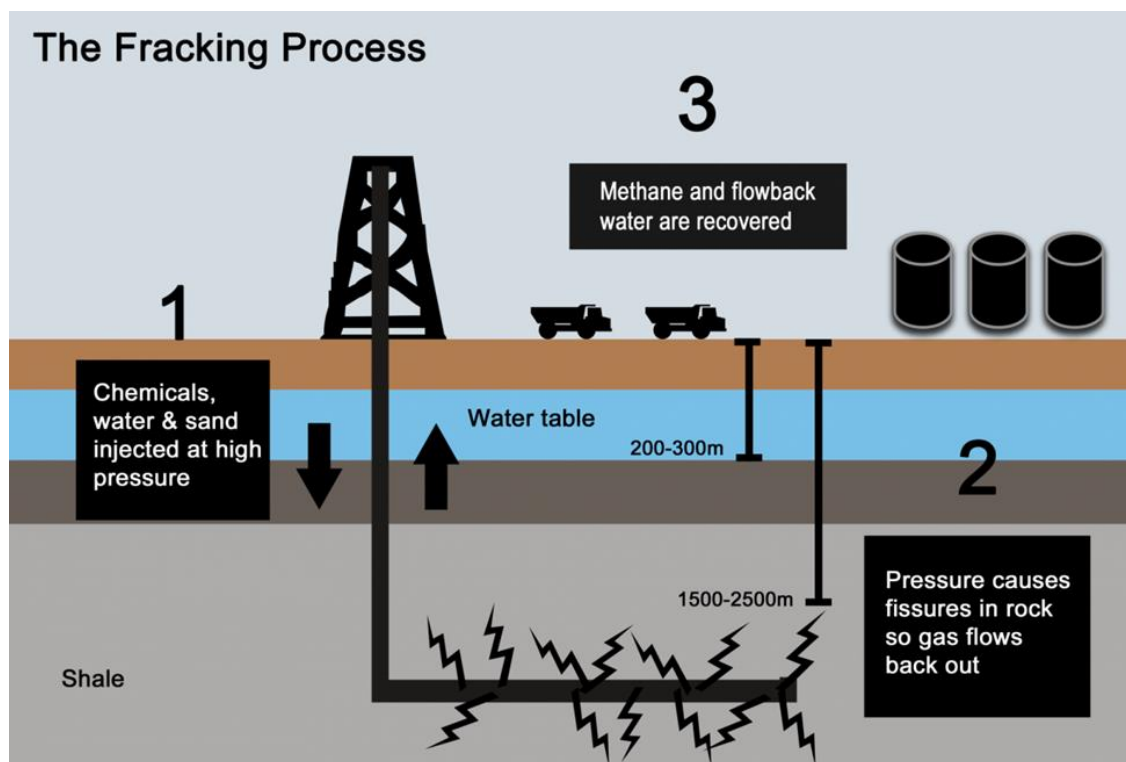 The Fracking Process
1
Chemicals,
water & sand
injected at high
pressure
3
Methane and flowback
water are recovered
Water table
200-300m
1500-2500m
2
Pressure causes
fissures in rock
so gas flows
back out
Shale